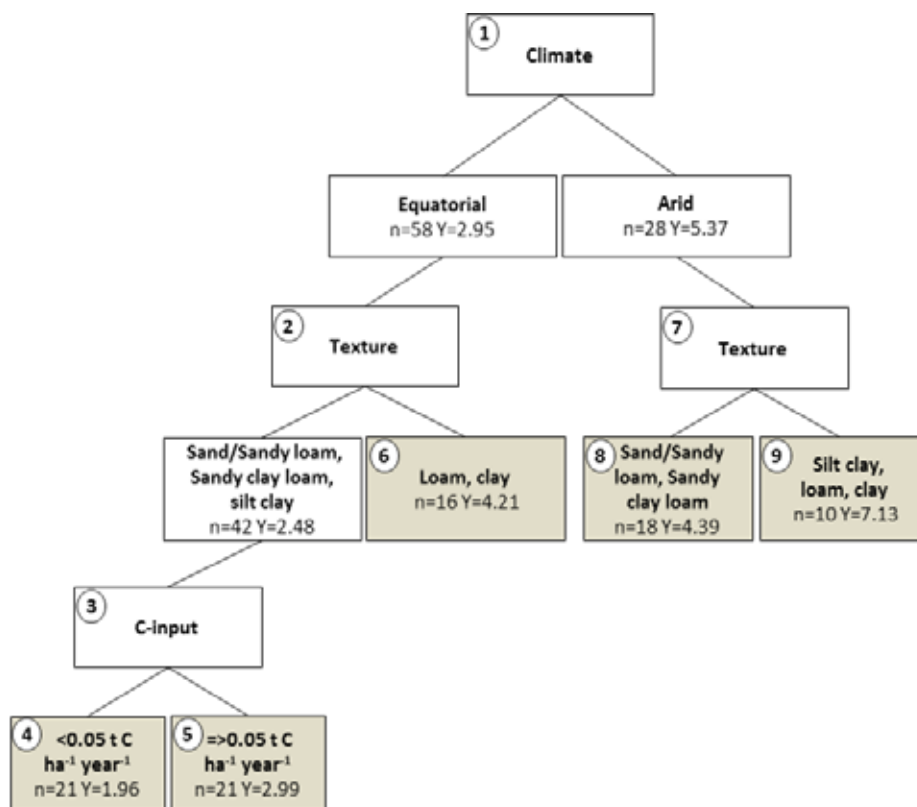 1
Climate
Equatorial
n=58 Y=2.95
Arid
n=28 Y=5.37
2
Texture
7
Texture
Sand/Sandy loam,
Sandy clay loam,
silt clay
n=42 Y=2.48
6
Loam, clay
n=16 Y=4.21
8
Sand/Sandy
loam, Sandy
clay loam
n=18 Y=4.39
9
Silt clay,
loam, clay
n=10 Y=7.13
3
C-input
4
<0.05 t C
ha⁻¹ year⁻¹
n=21 Y=1.96
5
=>0.05 t C
ha⁻¹ year⁻¹
n=21 Y=2.99